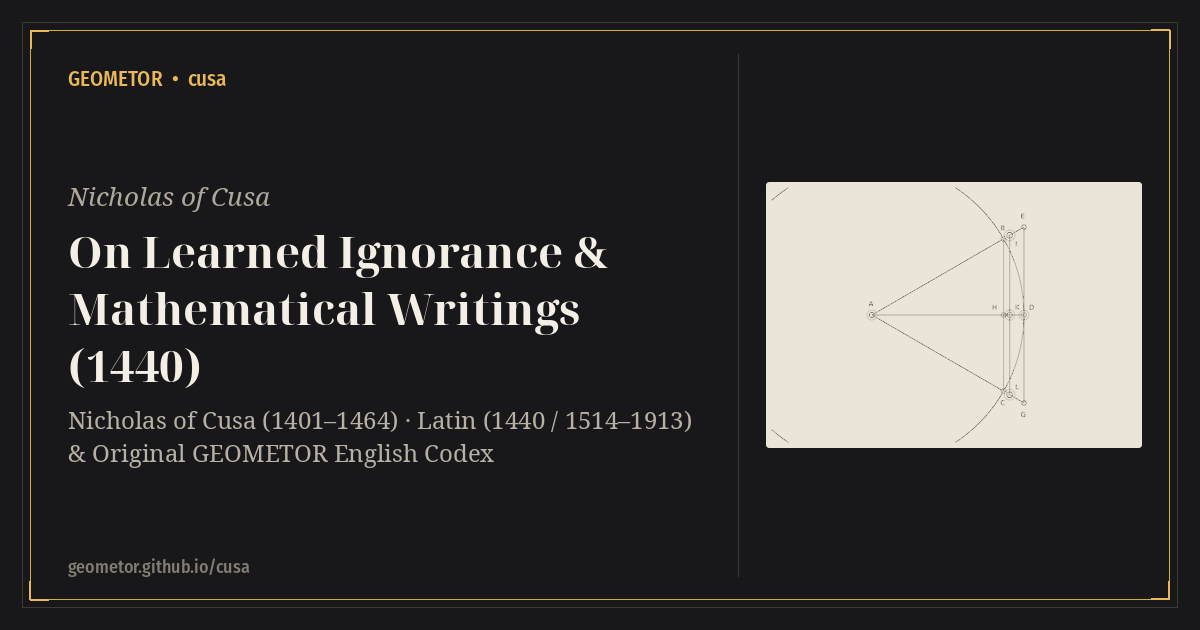 GEOMETOR • cusa
Nicholas of Cusa
On Learned Ignorance &
Mathematical Writings
(1440)
Nicholas of Cusa (1401–1464) · Latin (1440 / 1514–1913)
& Original GEOMETOR English Codex
geometor.github.io/cusa
E
B
F
A
H K D
L
C
G